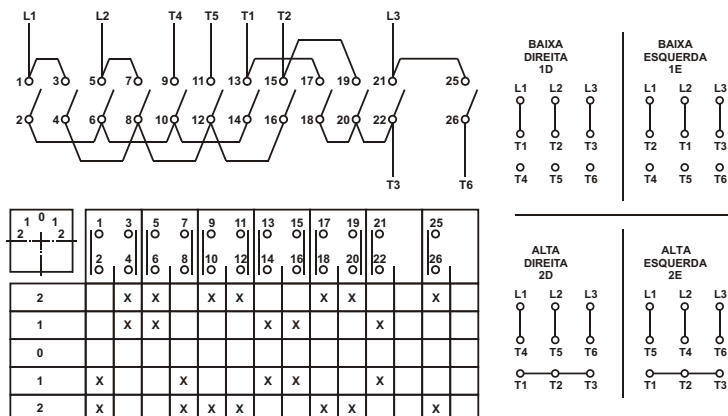 L1 L2 T4 T5 T1 T2 L3
1 3 5 7 9 11 13 15 17 19 21 25
2 4 6 8 10 12 14 16 18 20 22 26
T3 T6
1 0 1
2 2
1 3 5 7 9 11 13 15 17 19 21 25
2 4 6 8 10 12 14 16 18 20 22 26
2 X X X X X X X
1 X X X X X
0
1 X X X X X
2 X X X X X X X
BAIXA
DIREITA
1D
L1 L2 L3
T1 T2 T3
T4 T5 T6
BAIXA
ESQUERDA
1E
L1 L2 L3
T2 T1 T3
T4 T5 T6
ALTA
DIREITA
2D
L1 L2 L3
T4 T5 T6
T1 T2 T3
ALTA
ESQUERDA
2E
L1 L2 L3
T5 T4 T6
T1 T2 T3